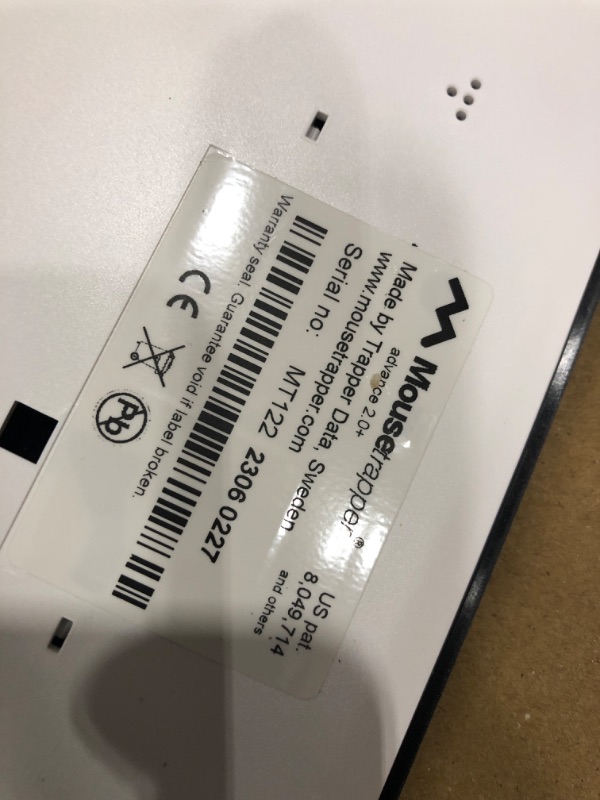 Mousetrapper®
advance 2.0+
Made by Trapper Data, Sweden
www.mousetrapper.com
US pat.
8,049,714
and others
Serial no: MT122 2306 0227
Warranty seal. Guarantee void if label broken.
CE
Pb